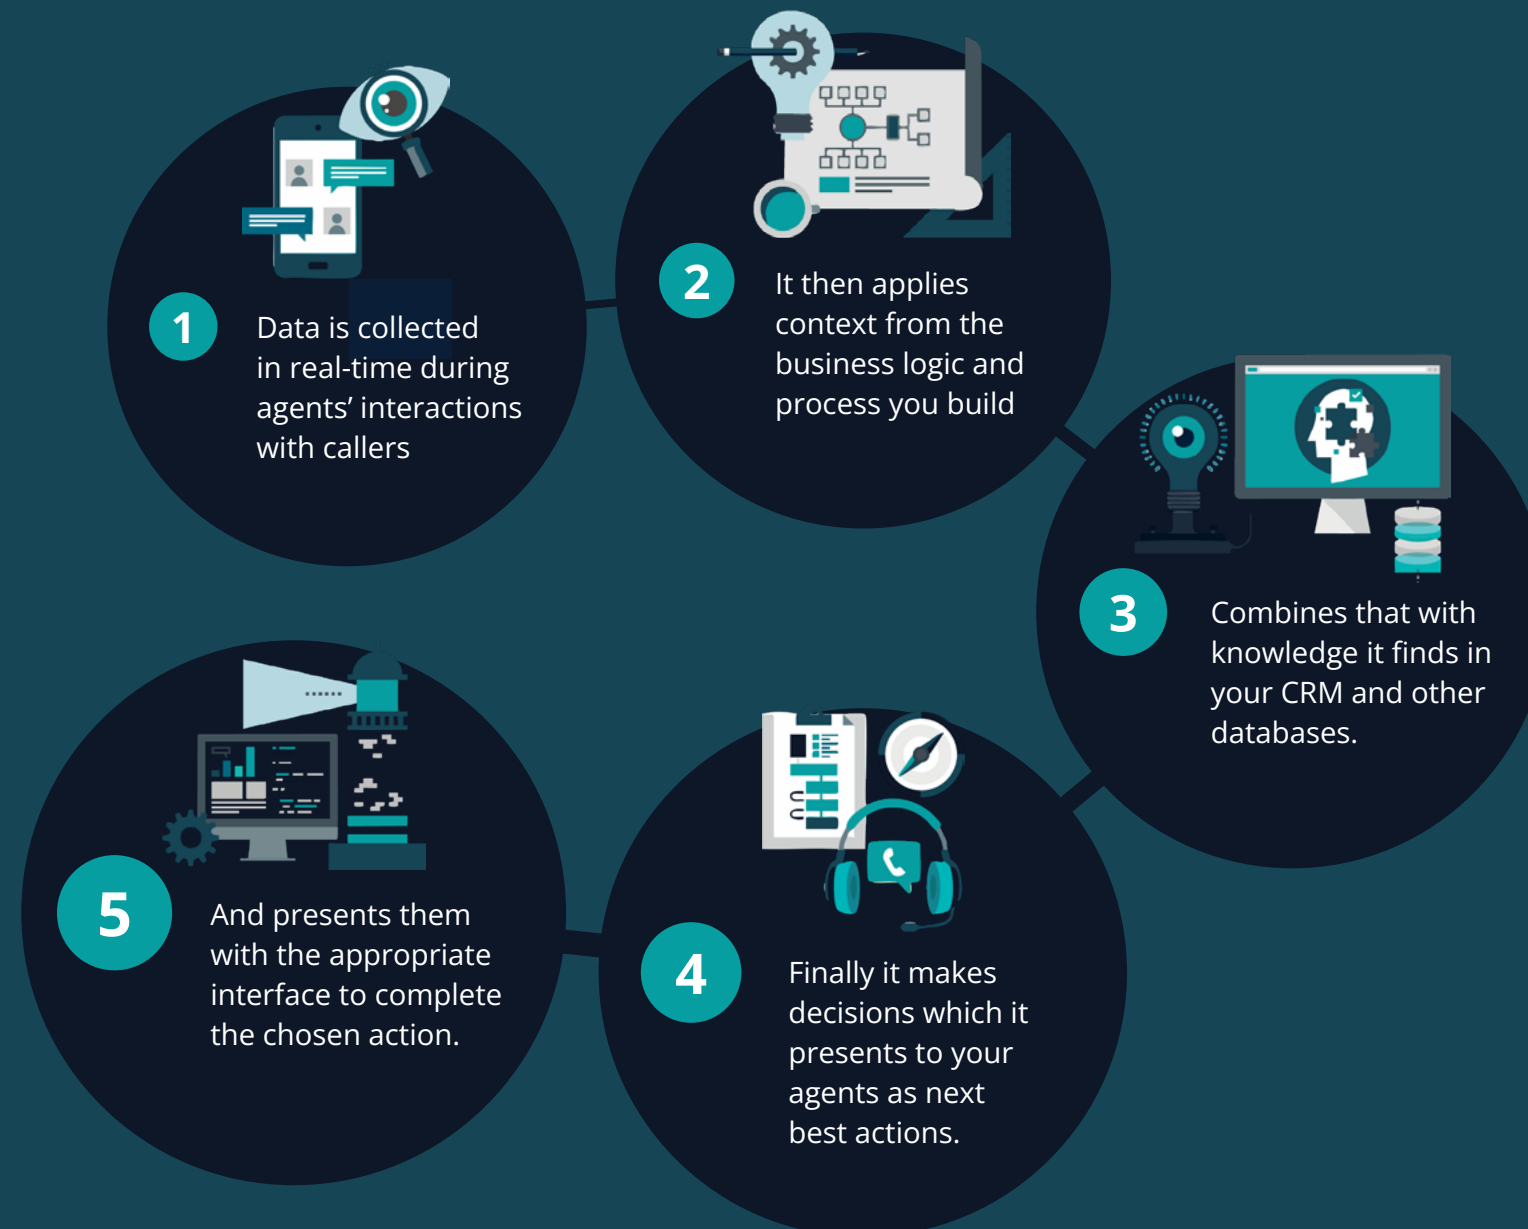 1
Data is collected
in real-time during
agents’ interactions
with callers
2
It then applies
context from the
business logic and
process you build
3
Combines that with
knowledge it finds in
your CRM and other
databases.
4
Finally it makes
decisions which it
presents to your
agents as next
best actions.
5
And presents them
with the appropriate
interface to complete
the chosen action.